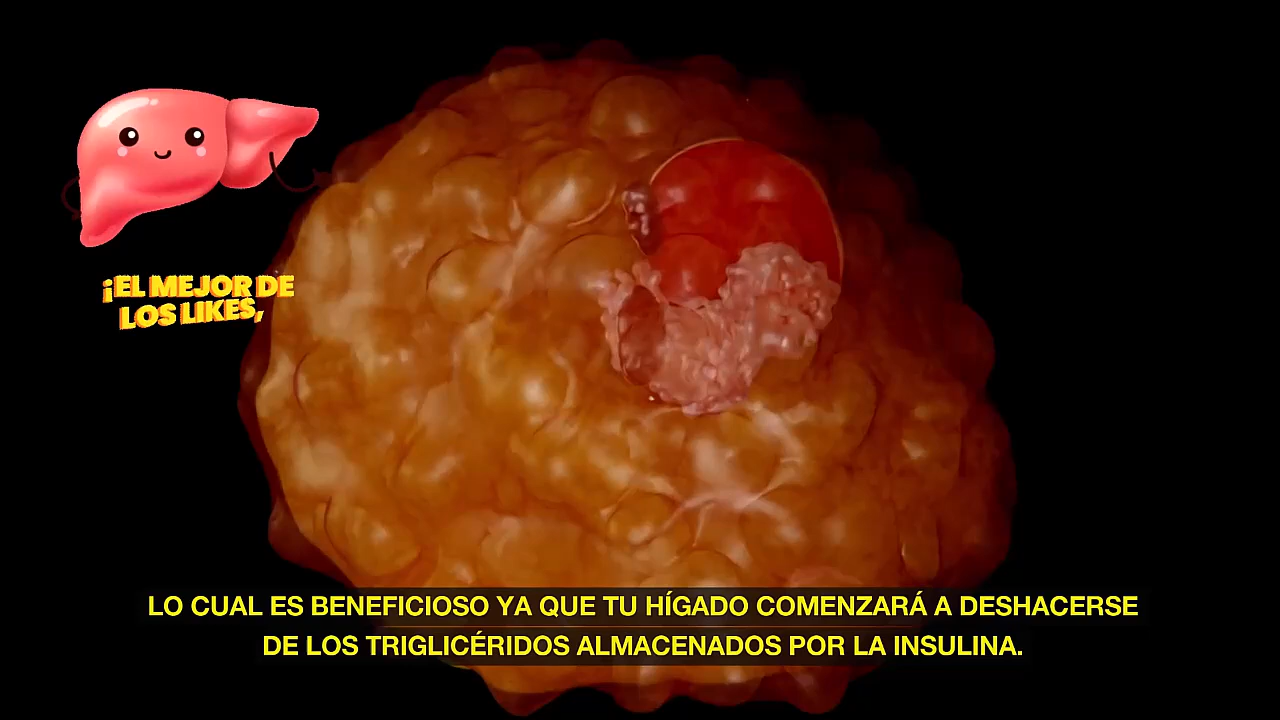 ¡EL MEJOR DE
LOS LIKES,
LO CUAL ES BENEFICIOSO YA QUE TU HÍGADO COMENZARÁ A DESHACERSE
DE LOS TRIGLICÉRIDOS ALMACENADOS POR LA INSULINA.